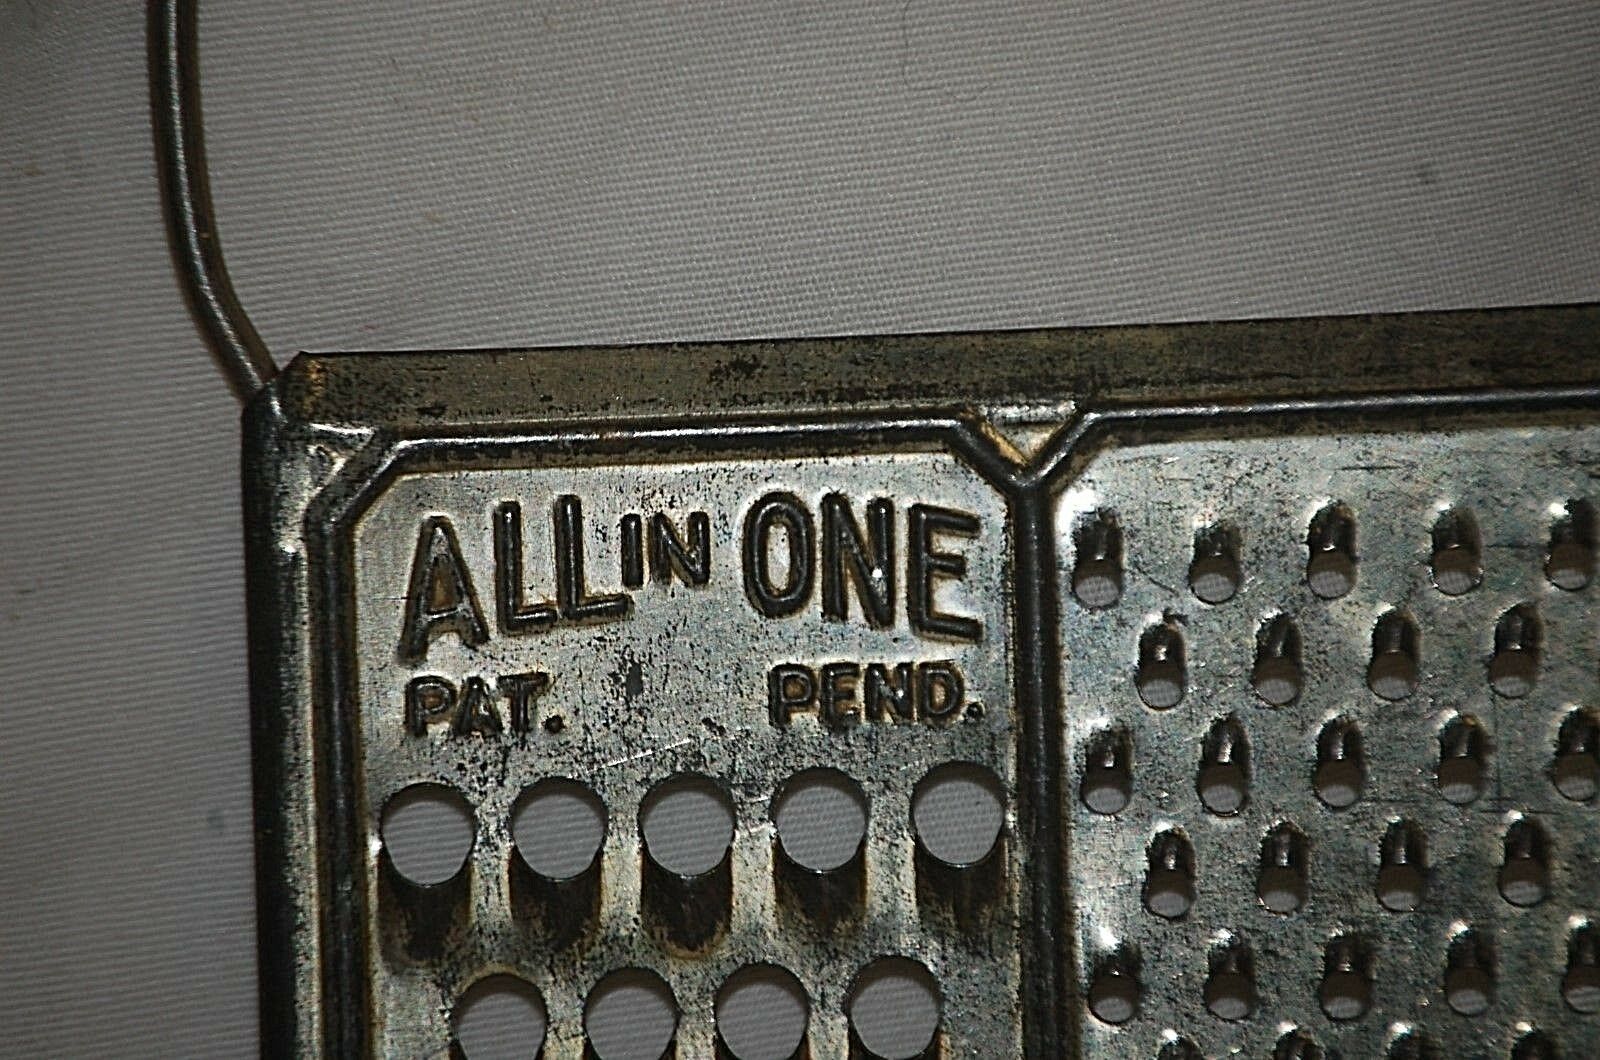 ALL IN ONE
PAT. PEND.